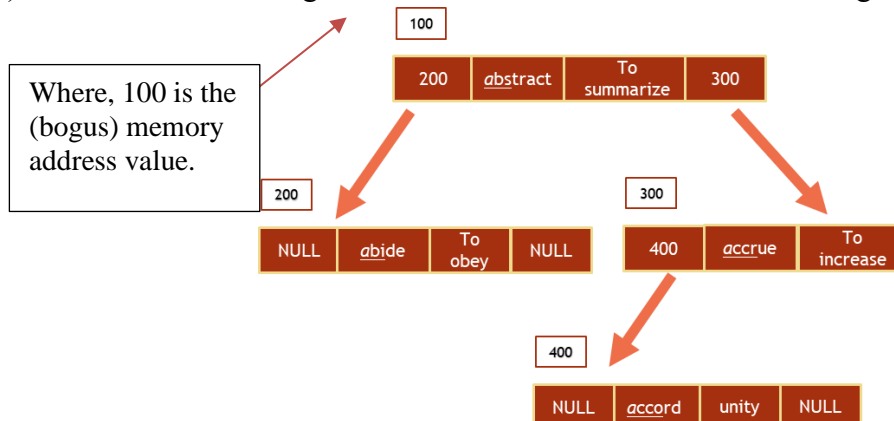 100
200 abstract To summarize 300
Where, 100 is the
(bogus) memory
address value.
200
300
NULL abide To obey NULL
400 accrue To increase
400
NULL accord unity NULL